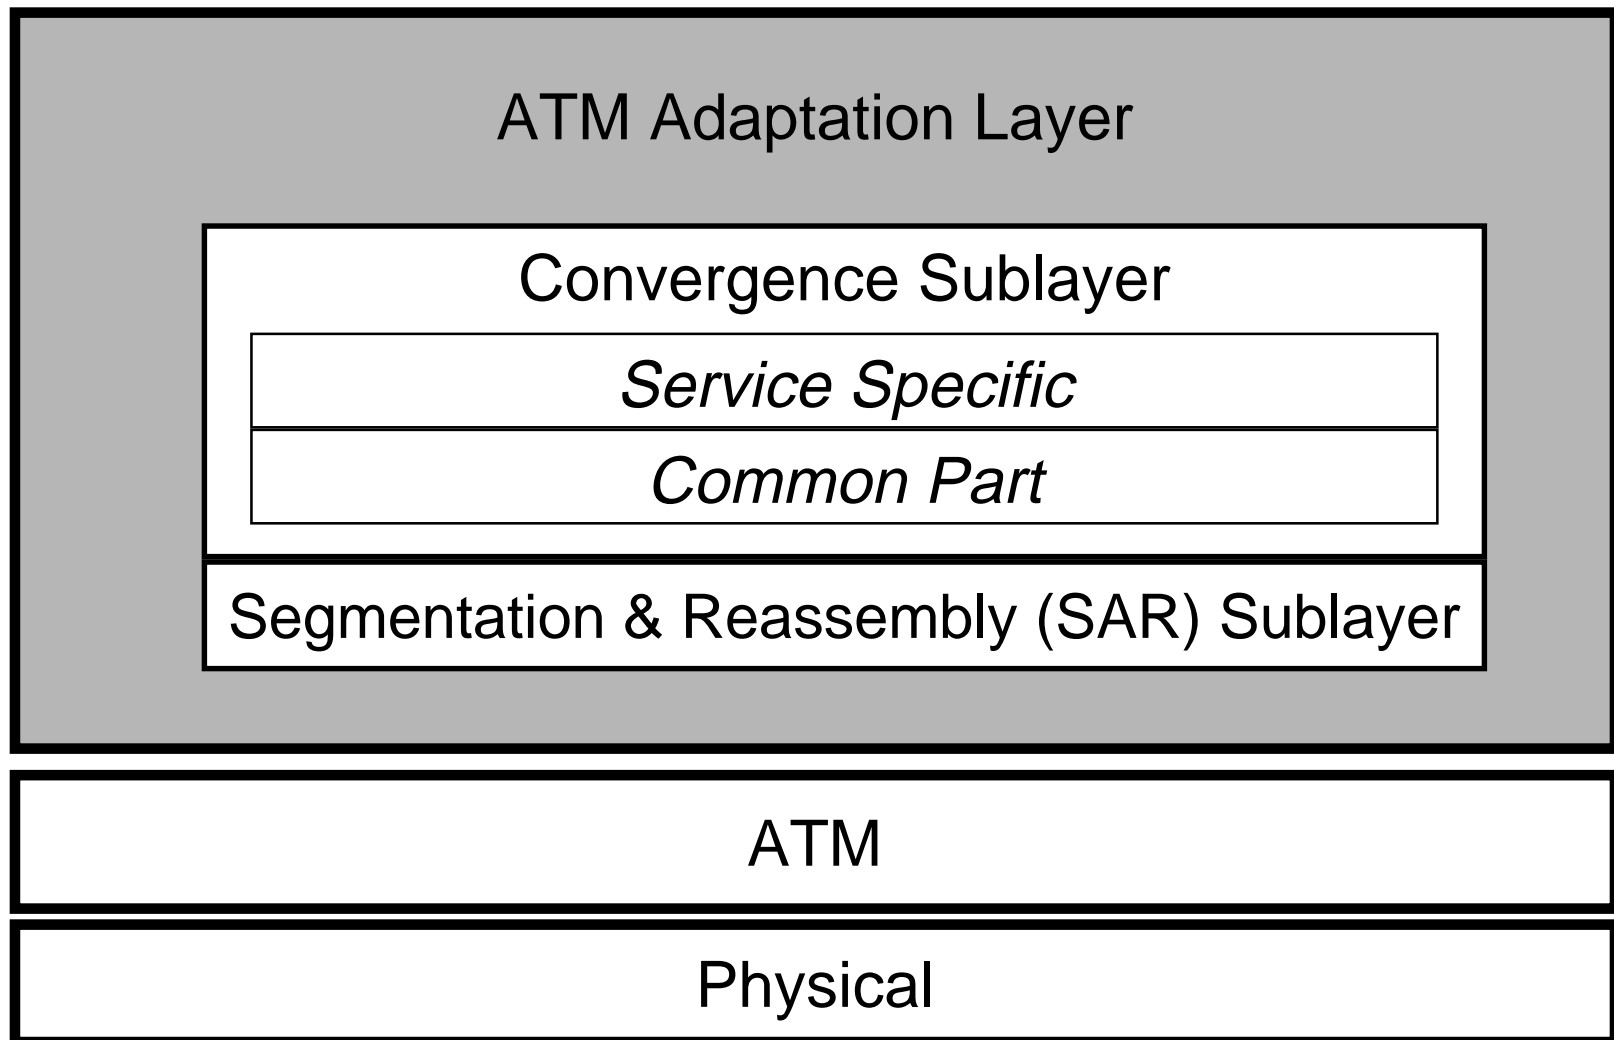 ATM Adaptation Layer
Convergence Sublayer
Service Specific
Common Part
Segmentation & Reassembly (SAR) Sublayer
ATM
Physical